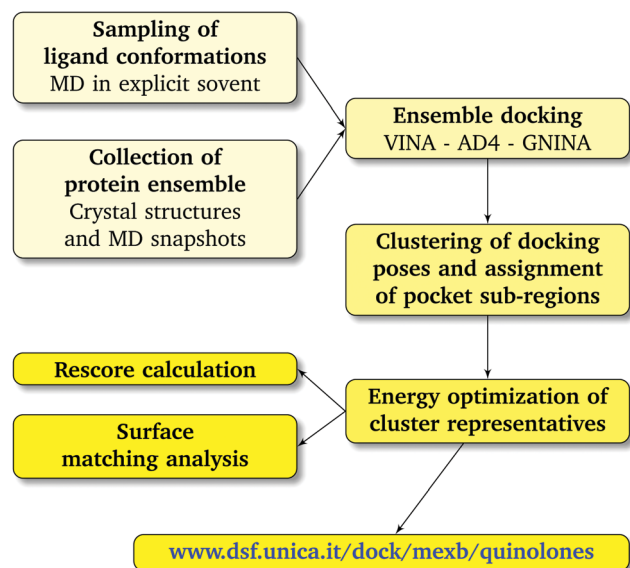 Sampling of
ligand conformations
MD in explicit sovent
Collection of
protein ensemble
Crystal structures
and MD snapshots
Ensemble docking
VINA - AD4 - GNINA
Clustering of docking
poses and assignment
of pocket sub-regions
Energy optimization of
cluster representatives
Rescore calculation
Surface
matching analysis
www.dsf.unica.it/dock/mexb/quinolones